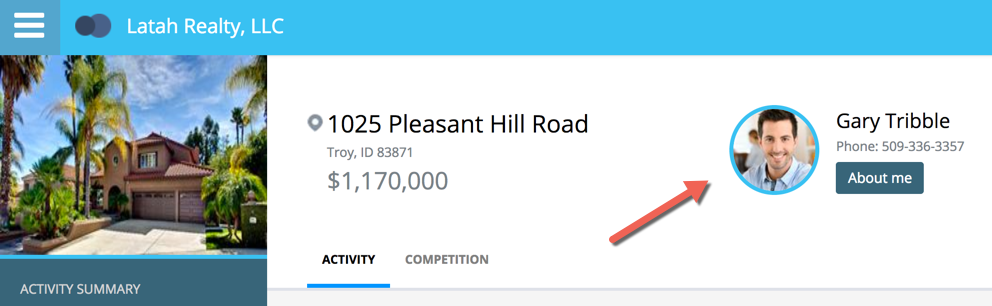 Latah Realty, LLC
1025 Pleasant Hill Road
Troy, ID 83871
$1,170,000
Gary Tribble
Phone: 509-336-3357
About me
ACTIVITY
COMPETITION
ACTIVITY SUMMARY